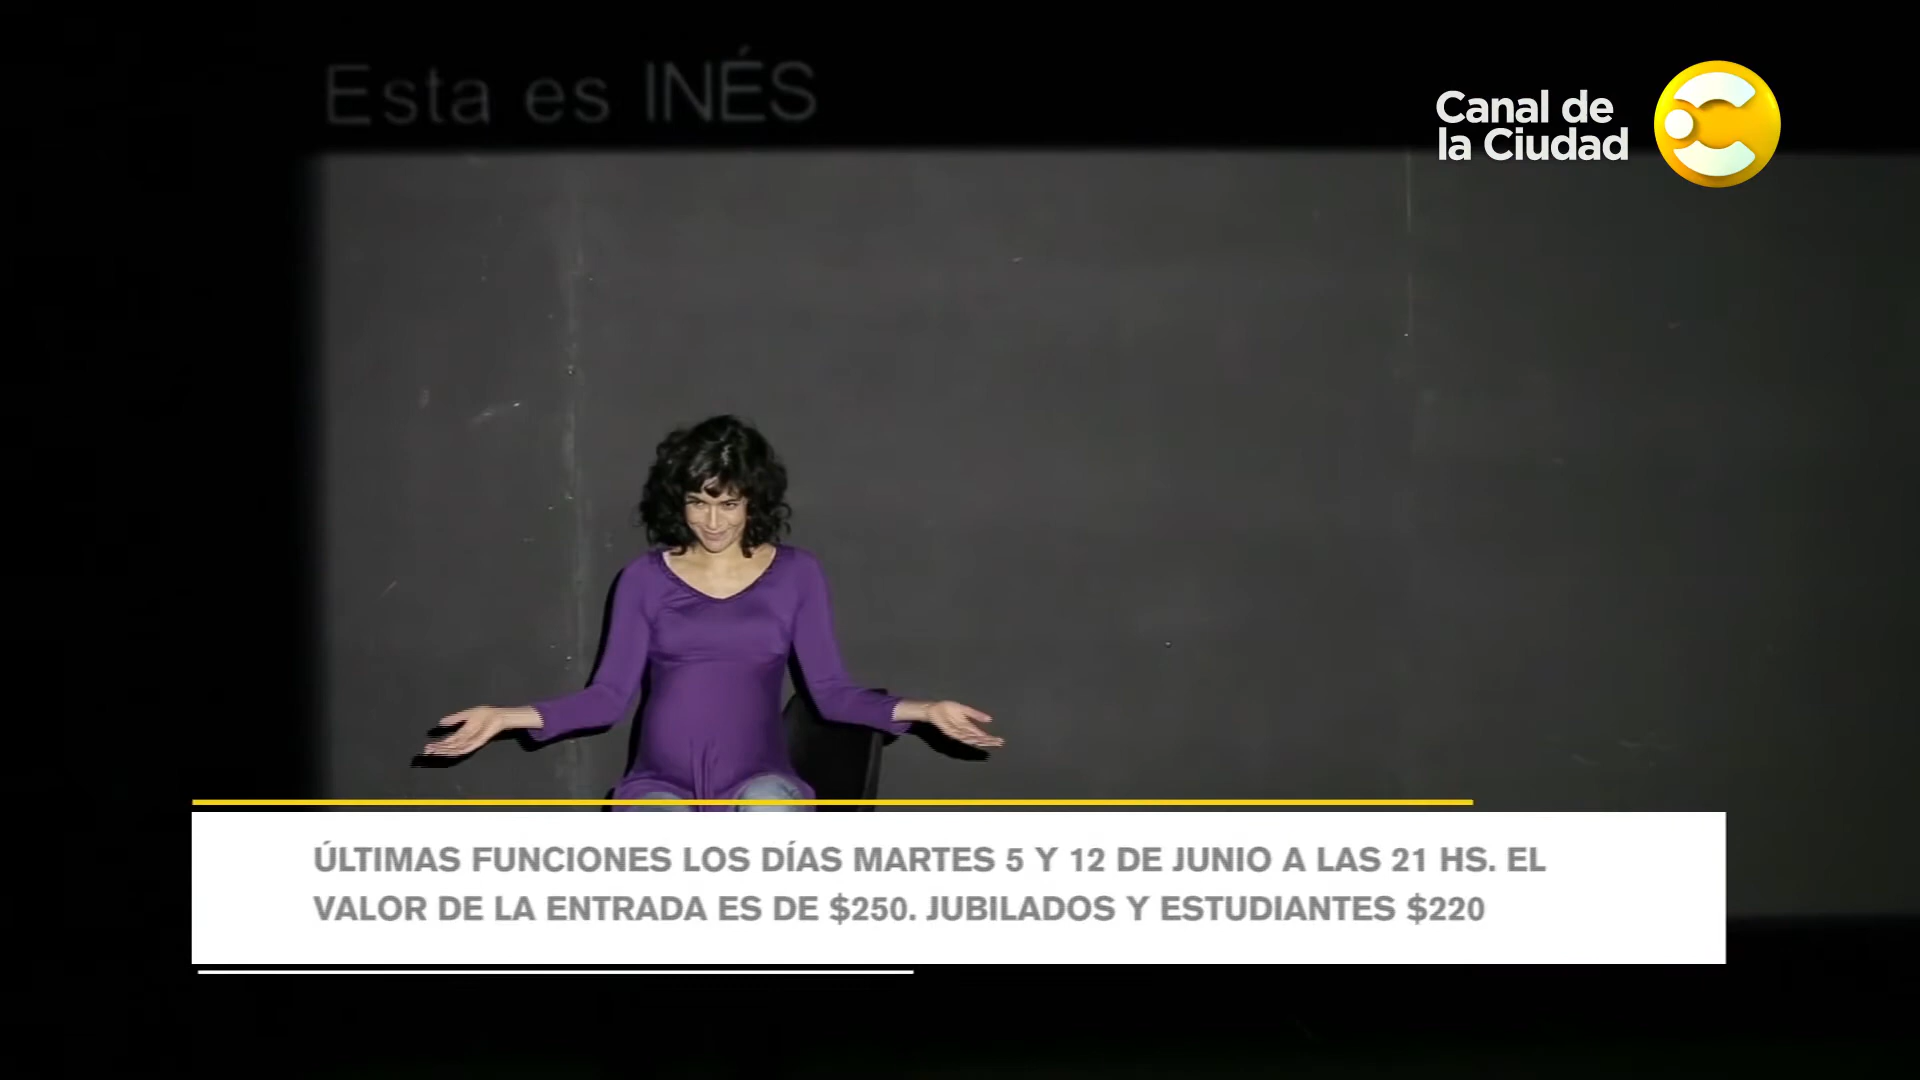 Esta es INÉS
Canal de
la Ciudad
ÚLTIMAS FUNCIONES LOS DÍAS MARTES 5 Y 12 DE JUNIO A LAS 21 HS. EL
VALOR DE LA ENTRADA ES DE $250. JUBILADOS Y ESTUDIANTES $220